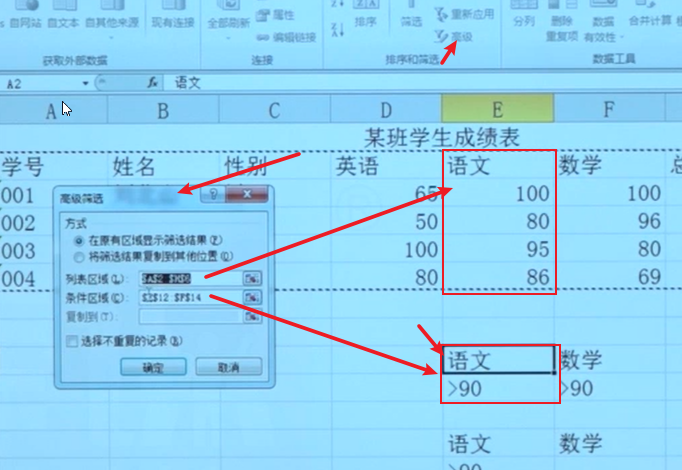 自网站 自文本 自其他来源 现有连接 全部刷新 属性 编辑链接 排序 筛选 重新应用 高级 分列 删除重复项 数据有效性 合并计算
获取外部数据 连接 排序和筛选 数据工具
A2 fx 语文
A B C D E F
某班学生成绩表
学号 姓名 性别 英语 语文 数学 总
001 65 100 100
002 50 80 96
003 100 95 80
004 80 86 69
高级筛选
方式
在原有区域显示筛选结果(F)
将筛选结果复制到其他位置(O)
列表区域(L):
条件区域(C):
复制到(T):
选择不重复的记录(R)
确定 取消
语文 数学
>90 >90
语文 数学
>90